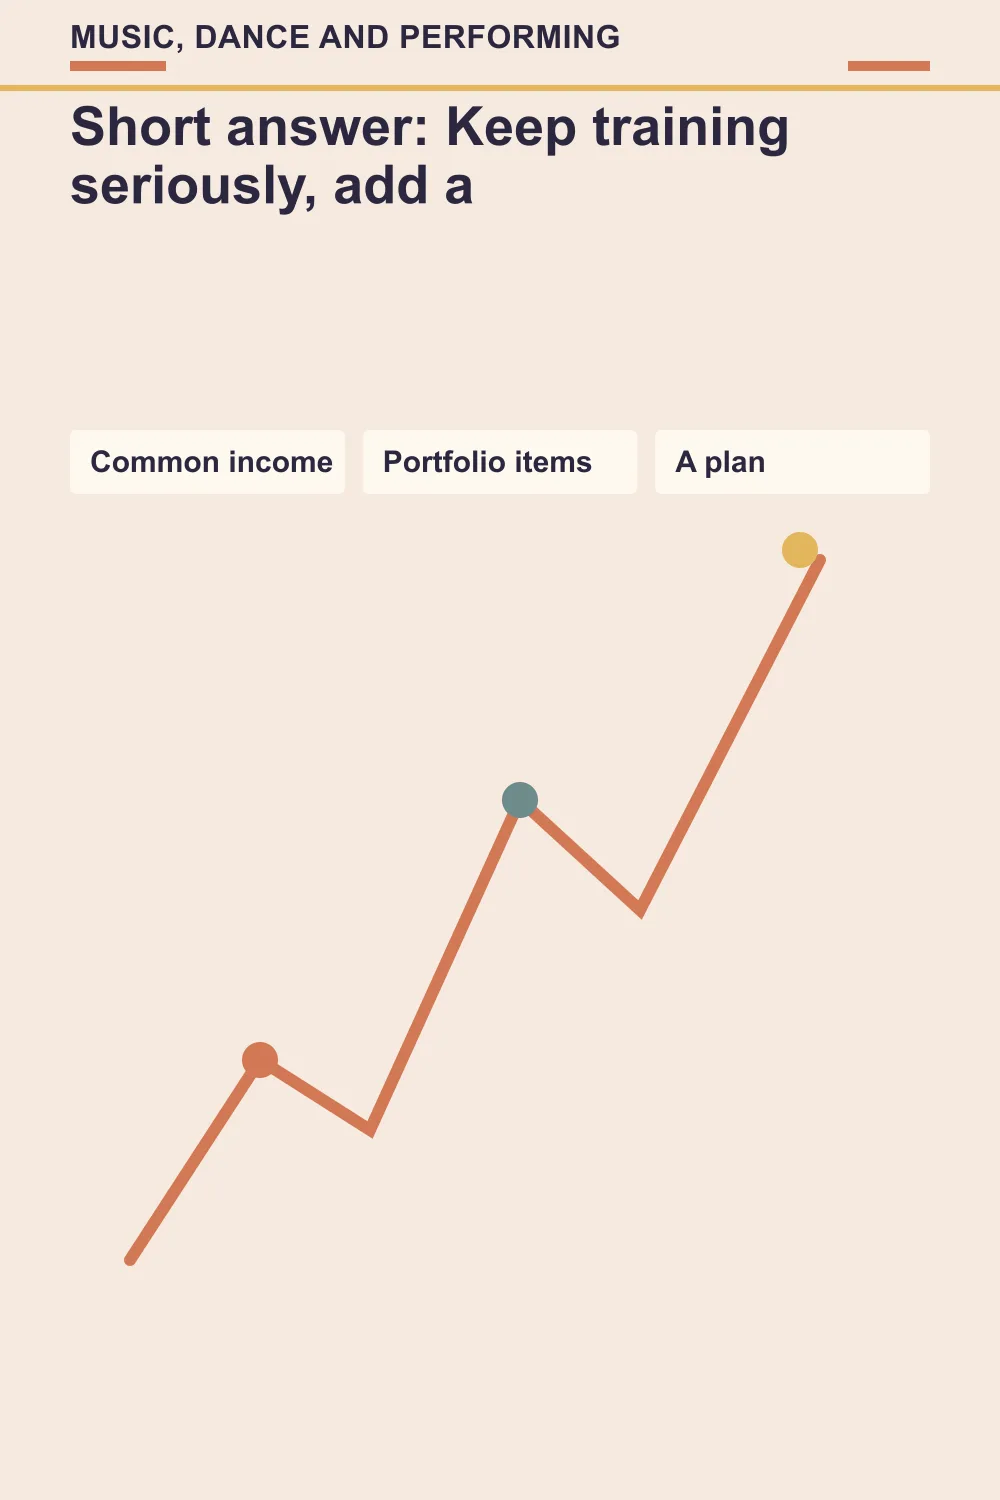 MUSIC, DANCE AND PERFORMING
Short answer: Keep training
seriously, add a
Common income
Portfolio items
A plan